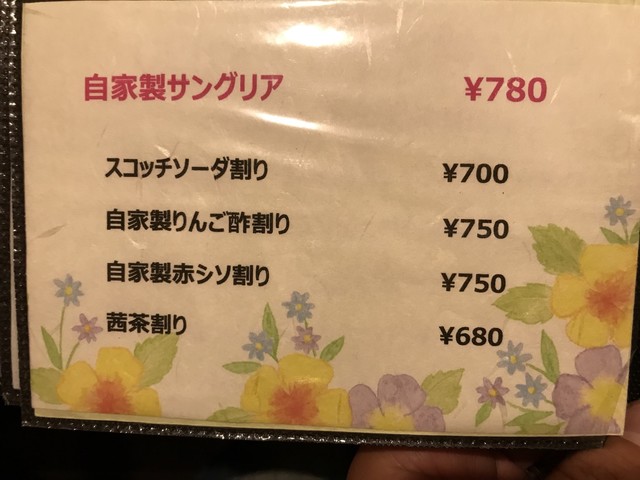 自家製サングリア ¥780
スコッチソーダ割り ¥700
自家製りんご酢割り ¥750
自家製赤シソ割り ¥750
茜茶割り ¥680